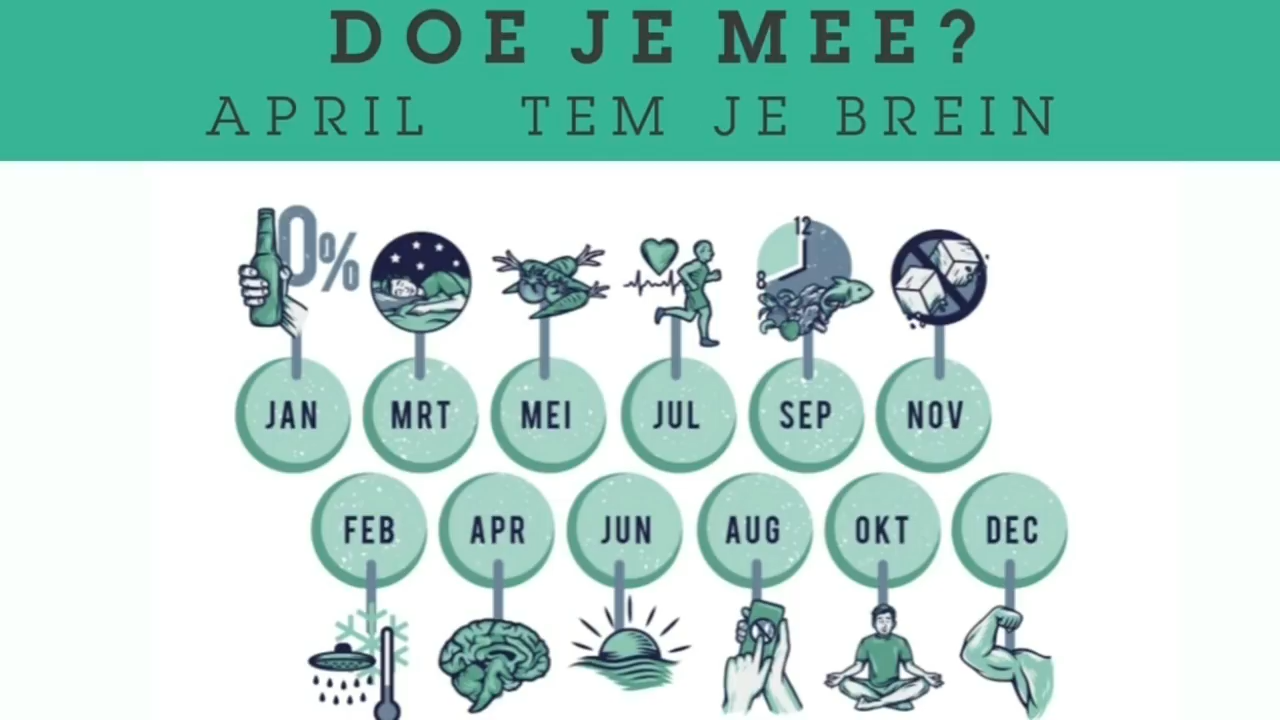 DOE JE MEE?
APRIL TEM JE BREIN
0%
12
8
JAN MRT MEI JUL SEP NOV
FEB APR JUN AUG OKT DEC